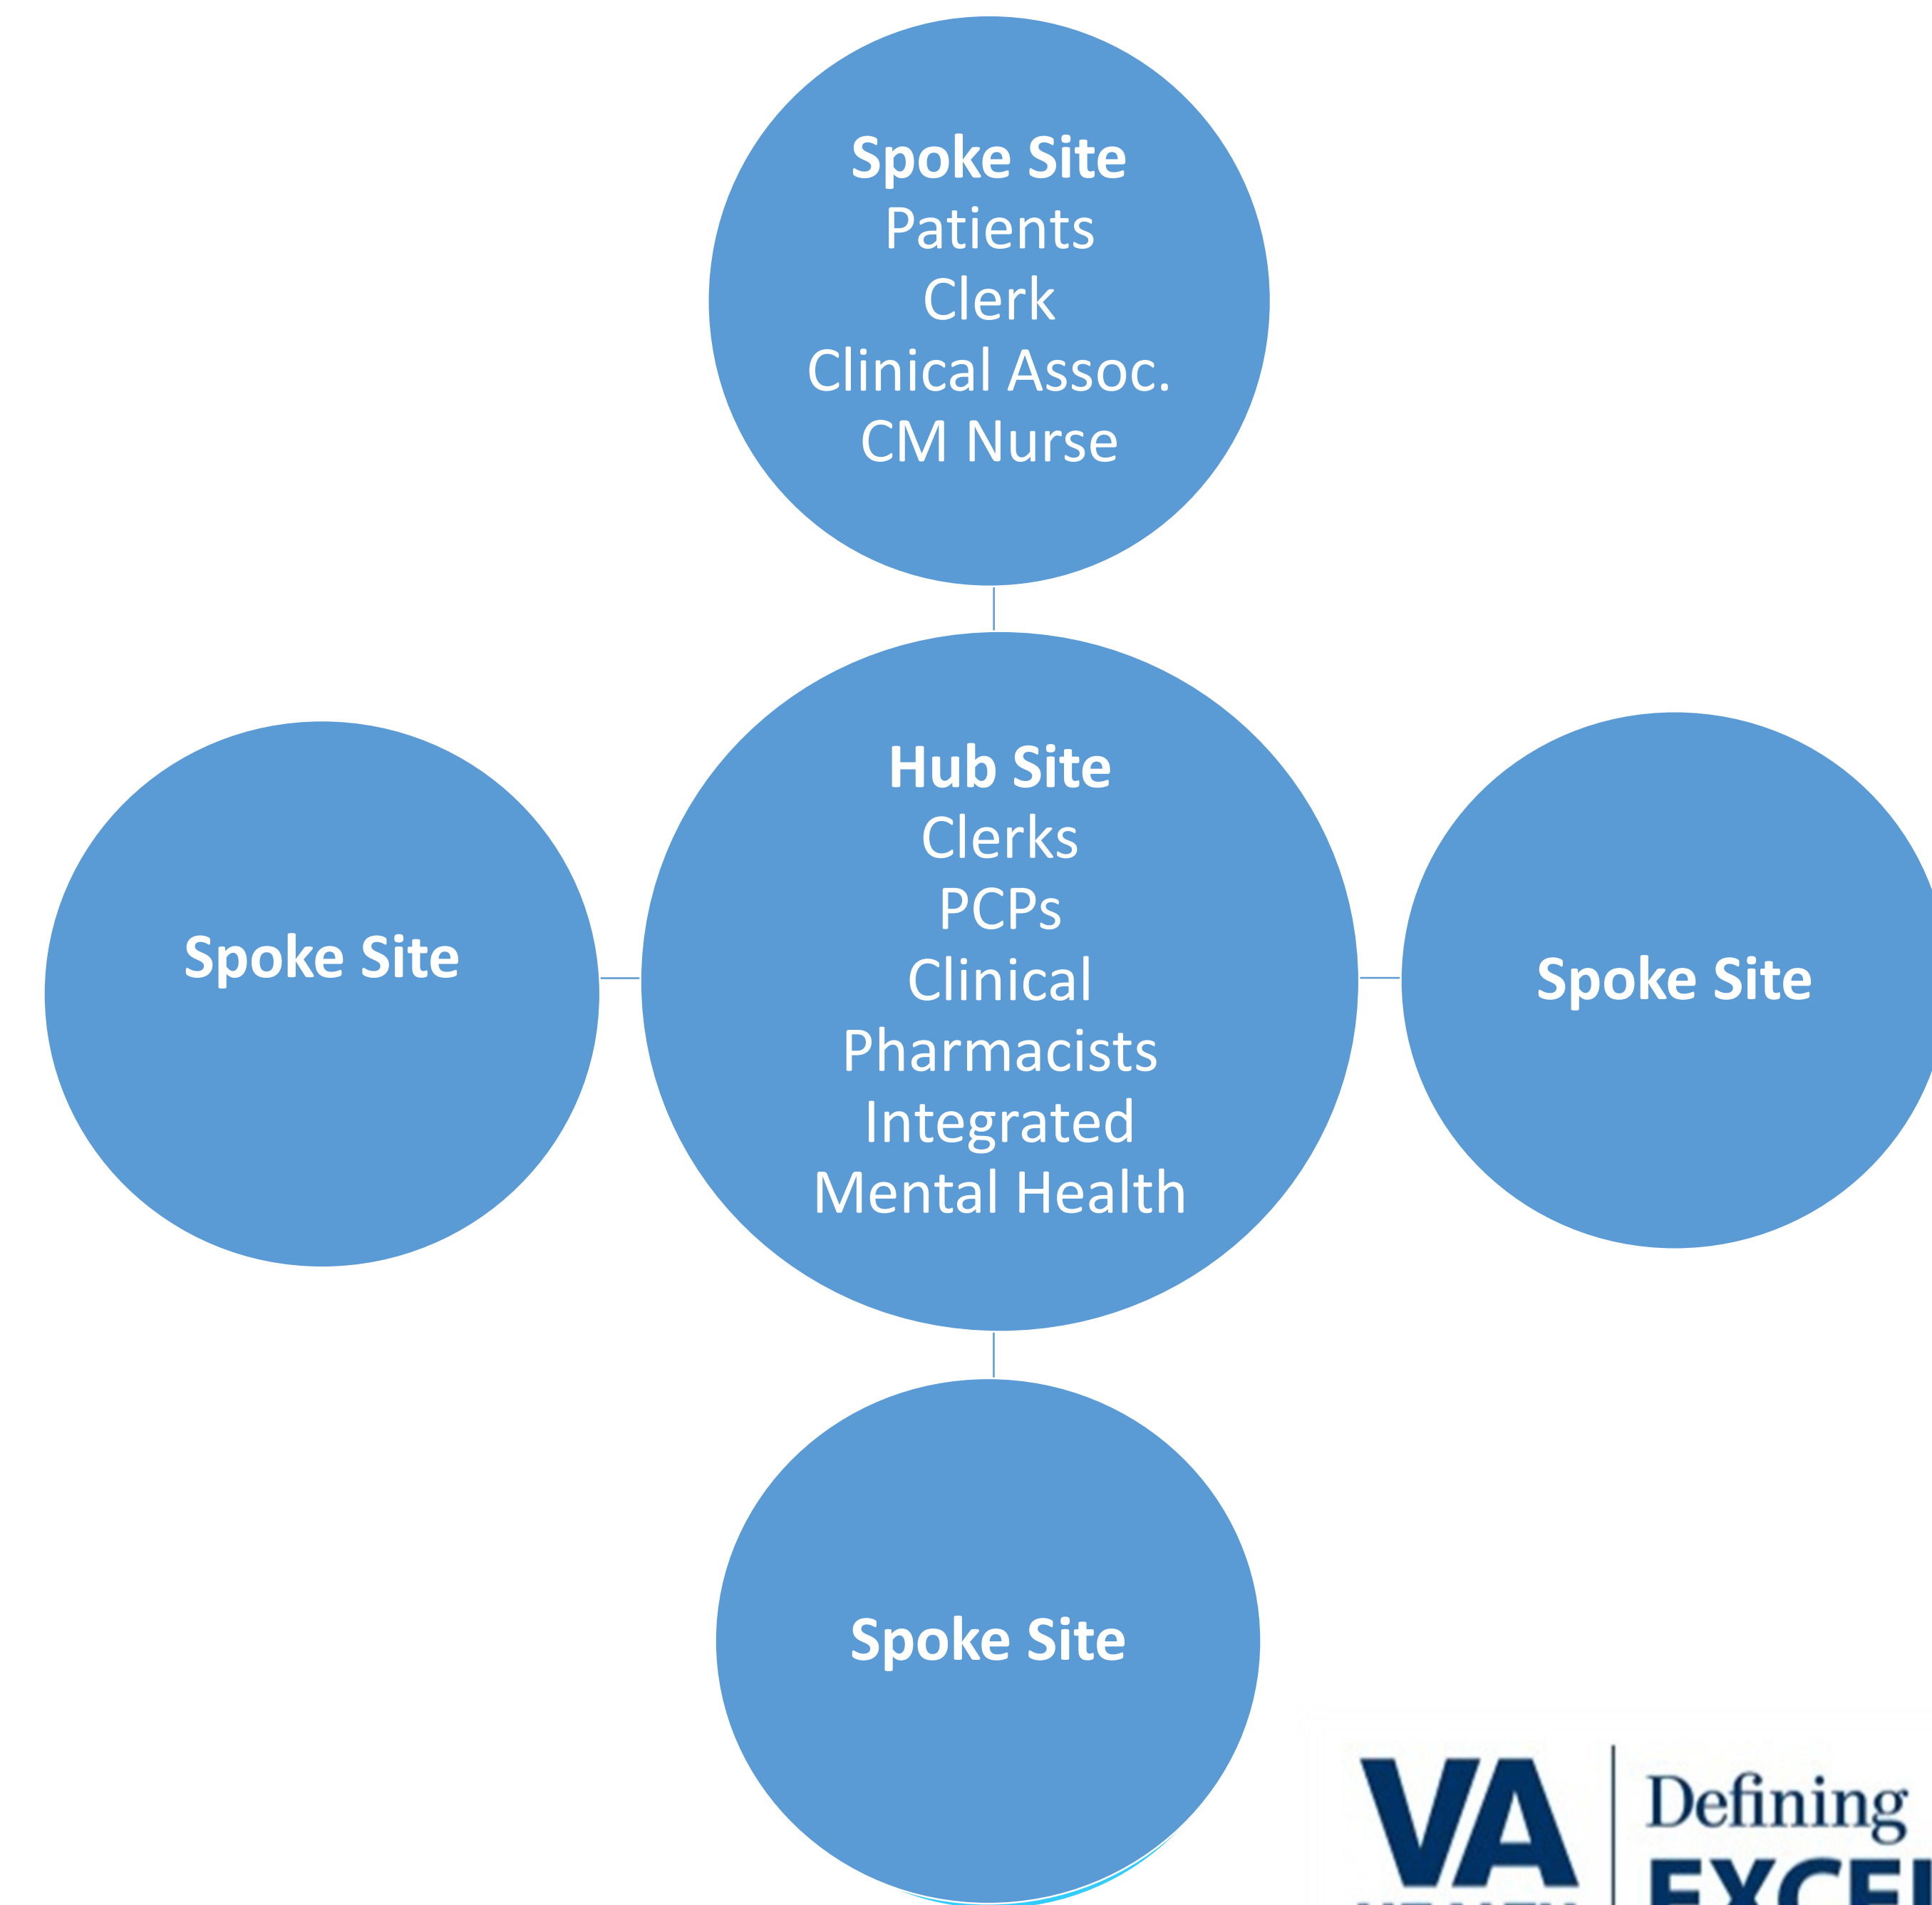 Spoke Site
Patients
Clerk
Clinical Assoc.
CM Nurse
Hub Site
Clerks
PCPs
Clinical
Pharmacists
Integrated
Mental Health
Spoke Site
Spoke Site
Spoke Site
VA
Defining